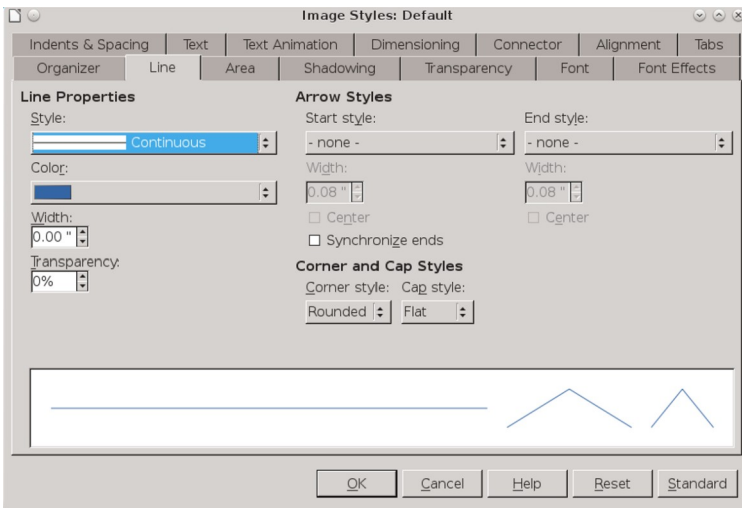 Image Styles: Default
Indents & Spacing Text Text Animation Dimensioning Connector Alignment Tabs
Organizer Line Area Shadowing Transparency Font Font Effects
Line Properties
Style:
Continuous
Color:
Width:
0.00 "
Transparency:
0%
Arrow Styles
Start style: End style:
- none - - none -
Width: Width:
0.08 " 0.08 "
Center Center
Synchronize ends
Corner and Cap Styles
Corner style: Cap style:
Rounded Flat
OK Cancel Help Reset Standard